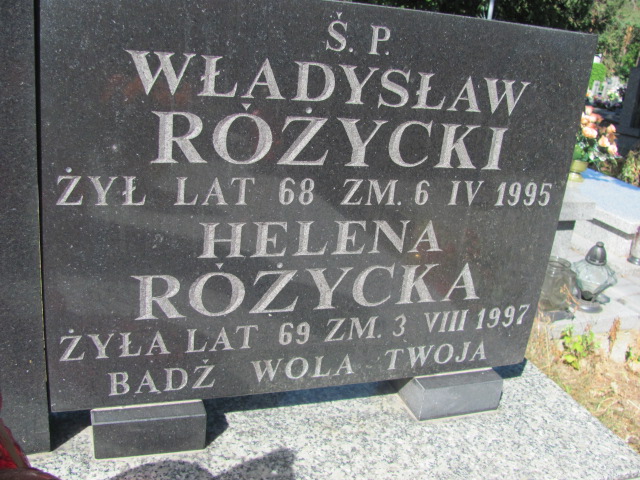 Ś. P.
WŁADYSŁAW
RÓŻYCKI
ŻYŁ LAT 68 ZM. 6 IV 1995
HELENA
RÓŻYCKA
ŻYŁA LAT 69 ZM. 3 VIII 1997
BADŹ WOLA TWOJA